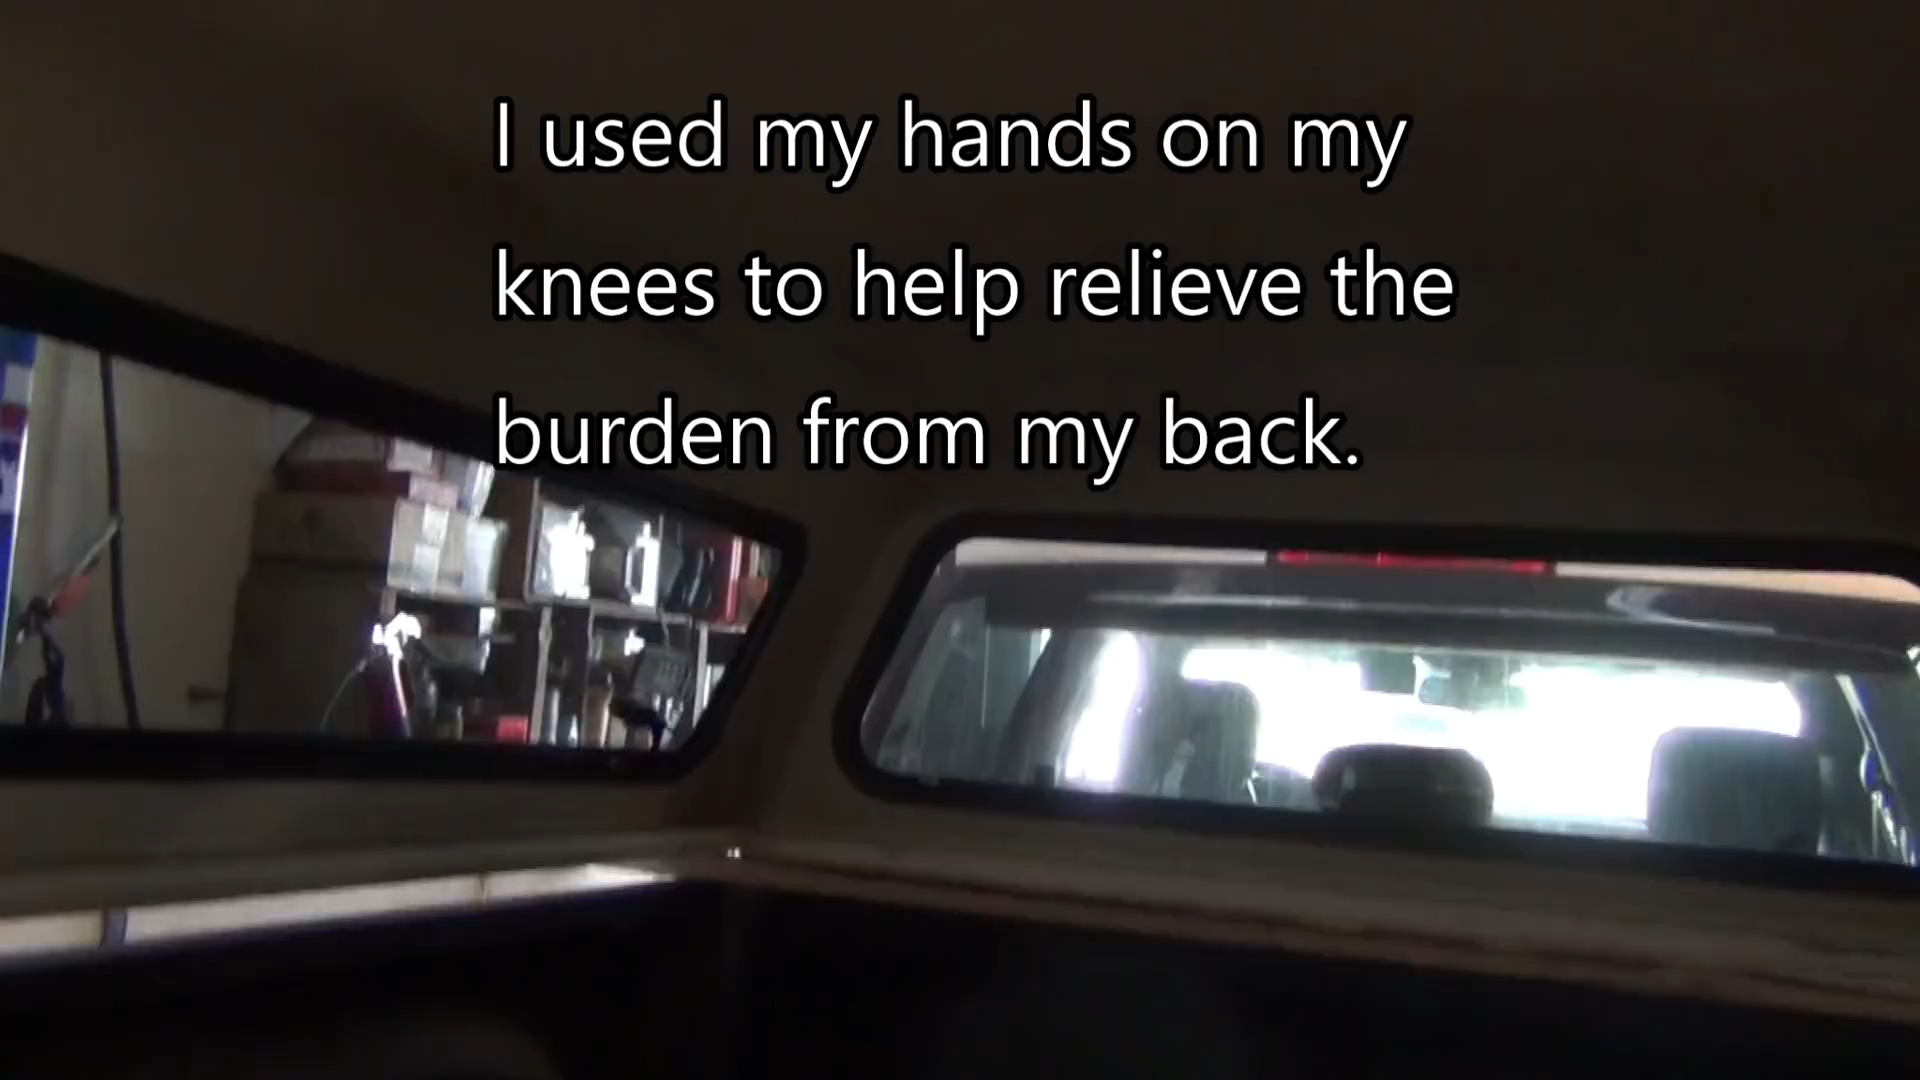 I used my hands on my
knees to help relieve the
burden from my back.